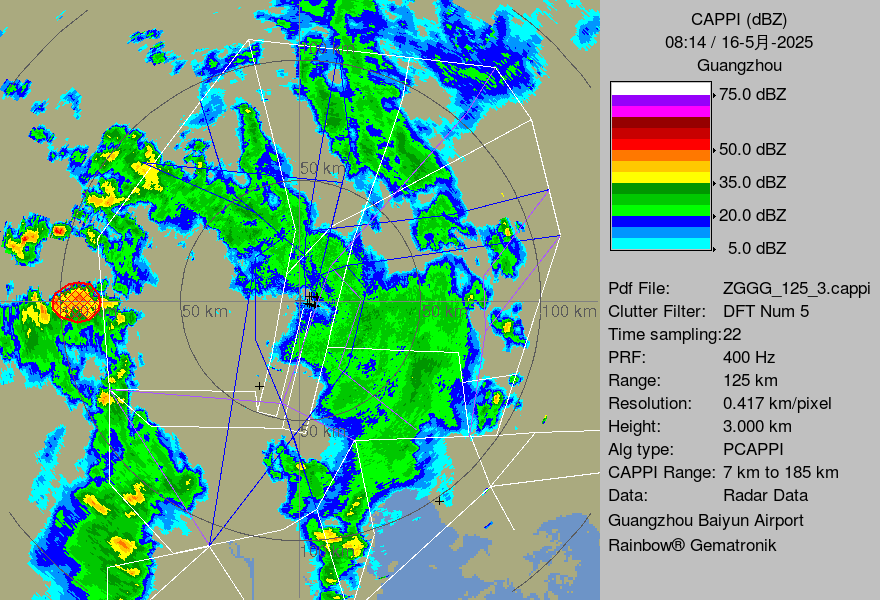 CAPPI (dBZ)
08:14 / 16-5月-2025
Guangzhou
75.0 dBZ
50.0 dBZ
35.0 dBZ
20.0 dBZ
5.0 dBZ
Pdf File: ZGGG_125_3.cappi
Clutter Filter: DFT Num 5
Time sampling:22
PRF: 400 Hz
Range: 125 km
Resolution: 0.417 km/pixel
Height: 3.000 km
Alg type: PCAPPI
CAPPI Range: 7 km to 185 km
Data: Radar Data
Guangzhou Baiyun Airport
Rainbow® Gematronik
50 km
50 km
50 km
100 km
50 km